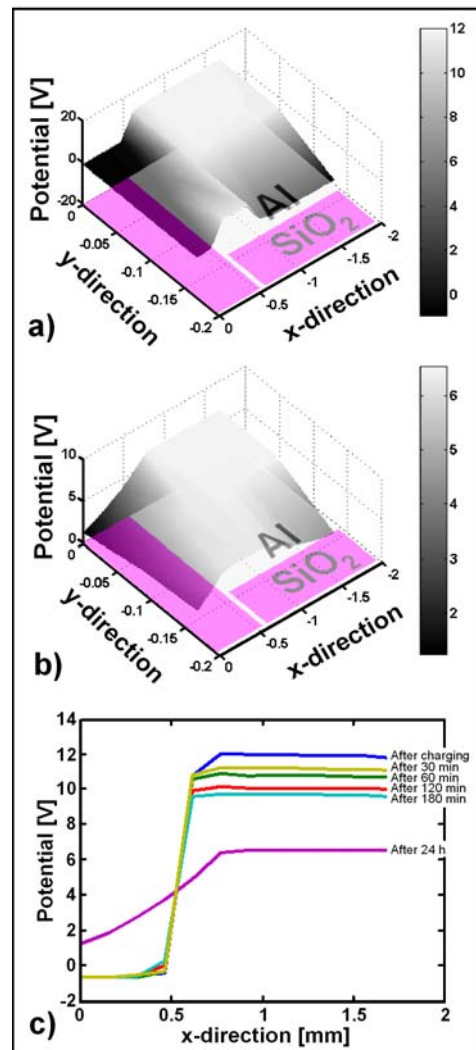 12
10
8
6
4
2
0
Potential [V]
20
0
-20
0
-0.05
-0.1
-0.15
-0.2
y-direction
0
-0.5
-1
-1.5
-2
x-direction
Al
SiO2
a)
6
5
4
3
2
Potential [V]
10
5
0
0
-0.05
-0.1
-0.15
-0.2
y-direction
0
-0.5
-1
-1.5
-2
x-direction
Al
SiO2
b)
14
12
10
8
6
4
2
0
-2
Potential [V]
After charging
After 30 min
After 60 min
After 120 min
After 180 min
After 24 h
0
0.5
1
1.5
2
x-direction [mm]
c)